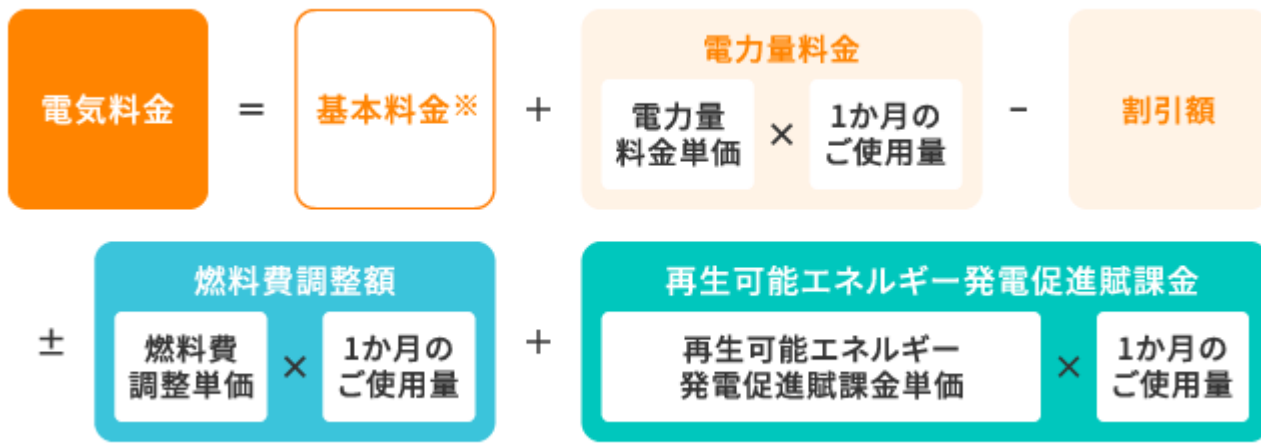 電気料金
=
基本料金※
+
電力量料金
電力量
料金単価
×
1か月の
ご使用量
−
割引額
±
燃料費調整額
燃料費
調整単価
×
1か月の
ご使用量
+
再生可能エネルギー発電促進賦課金
再生可能エネルギー
発電促進賦課金単価
×
1か月の
ご使用量